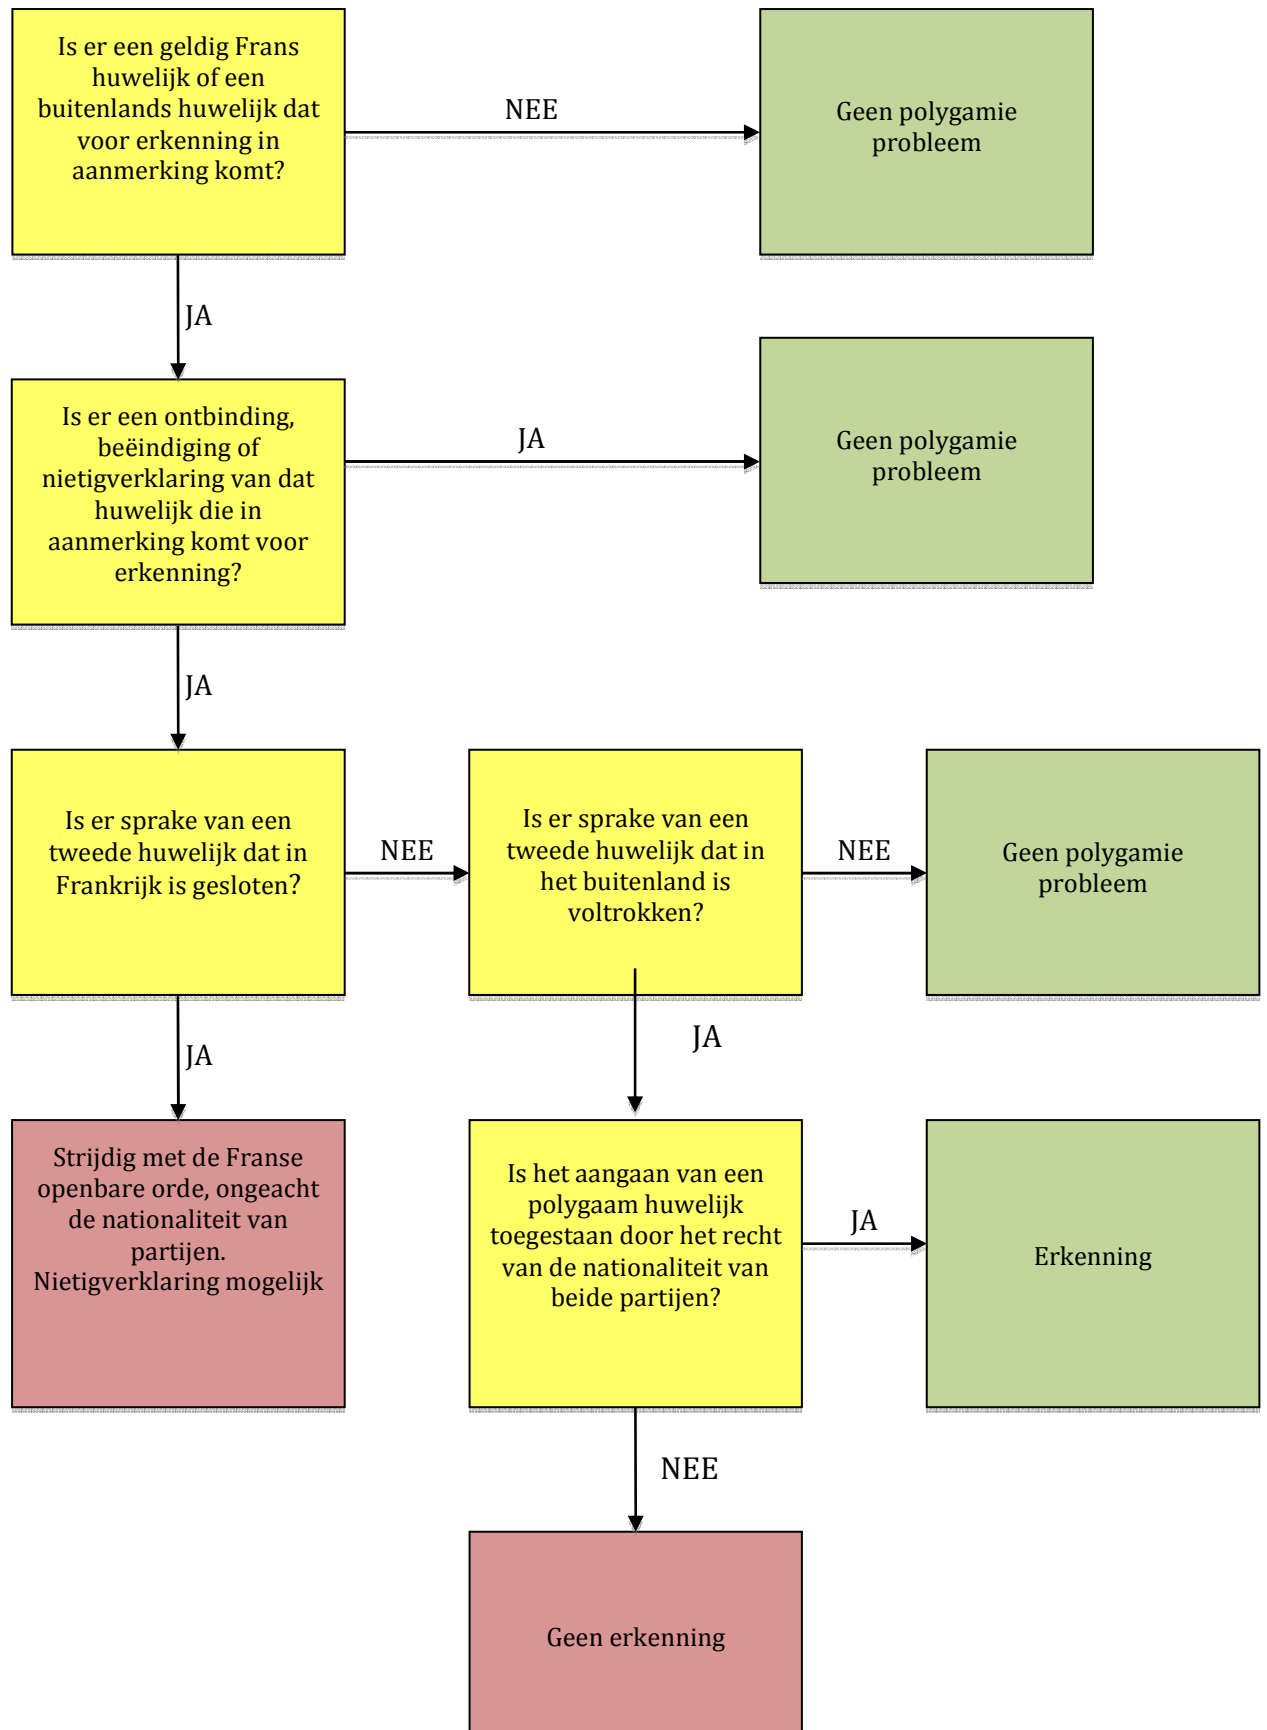 Is er een geldig Frans
huwelijk of een
buitenlands huwelijk dat
voor erkenning in
aanmerking komt?
NEE
Geen polygamie
probleem
JA
Is er een ontbinding,
beëindiging of
nietigverklaring van dat
huwelijk die in
aanmerking komt voor
erkenning?
JA
Geen polygamie
probleem
JA
Is er sprake van een
tweede huwelijk dat in
Frankrijk is gesloten?
NEE
Is er sprake van een
tweede huwelijk dat in
het buitenland is
voltrokken?
NEE
Geen polygamie
probleem
JA
JA
Strijdig met de Franse
openbare orde, ongeacht
de nationaliteit van
partijen.
Nietigverklaring mogelijk
Is het aangaan van een
polygaam huwelijk
toegestaan door het recht
van de nationaliteit van
beide partijen?
JA
Erkenning
NEE
Geen erkenning